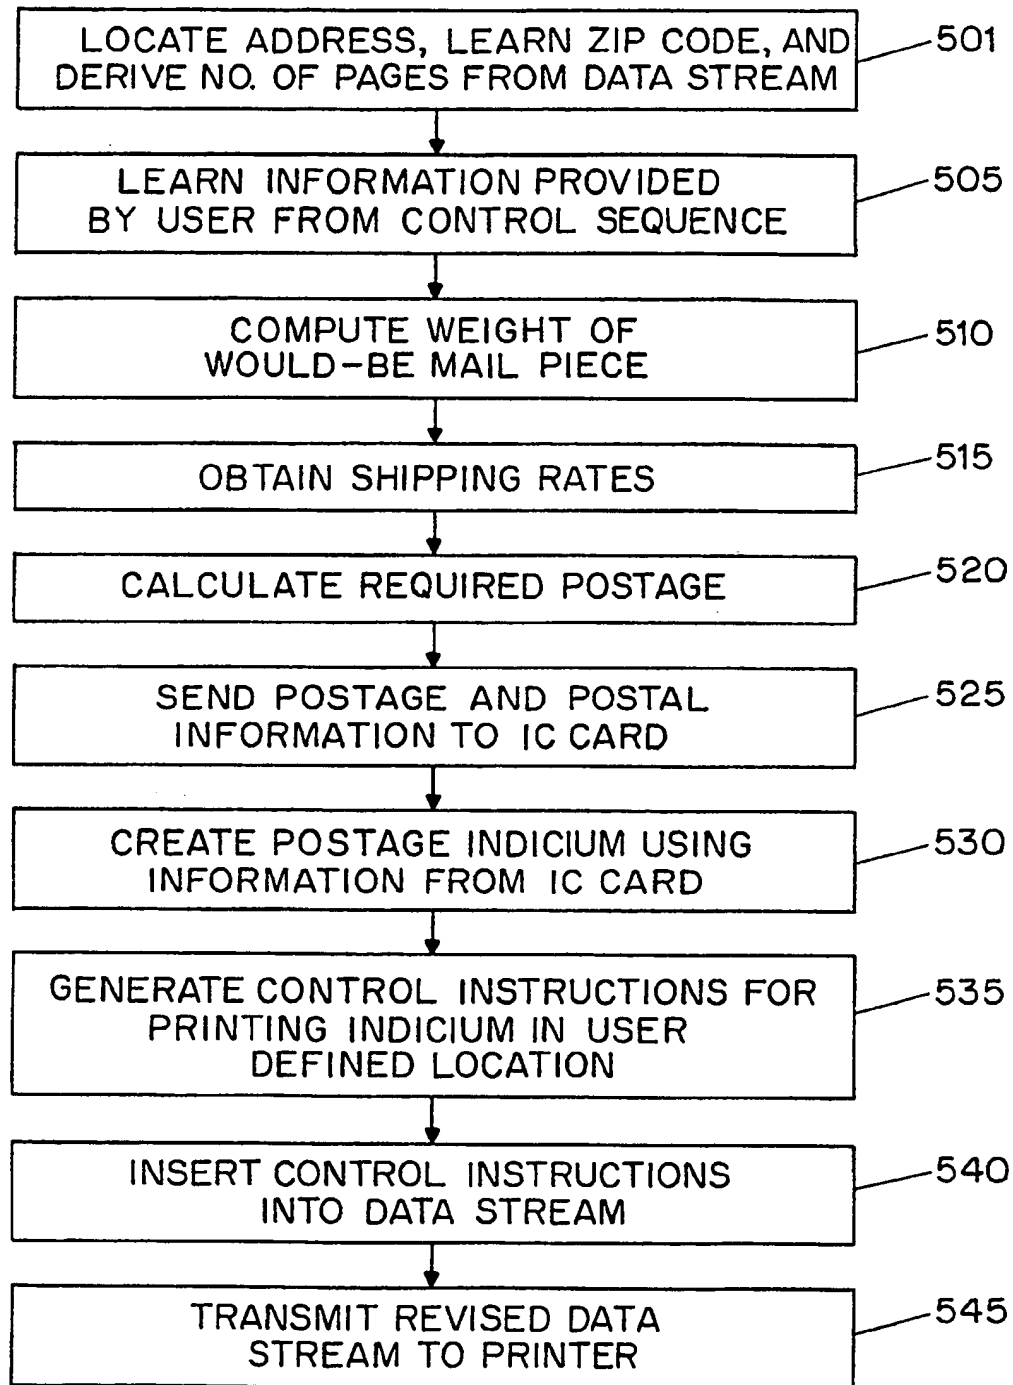 LOCATE ADDRESS, LEARN ZIP CODE, AND
DERIVE NO. OF PAGES FROM DATA STREAM
501
LEARN INFORMATION PROVIDED
BY USER FROM CONTROL SEQUENCE
505
COMPUTE WEIGHT OF
WOULD-BE MAIL PIECE
510
OBTAIN SHIPPING RATES
515
CALCULATE REQUIRED POSTAGE
520
SEND POSTAGE AND POSTAL
INFORMATION TO IC CARD
525
CREATE POSTAGE INDICIUM USING
INFORMATION FROM IC CARD
530
GENERATE CONTROL INSTRUCTIONS FOR
PRINTING INDICIUM IN USER
DEFINED LOCATION
535
INSERT CONTROL INSTRUCTIONS
INTO DATA STREAM
540
TRANSMIT REVISED DATA
STREAM TO PRINTER
545